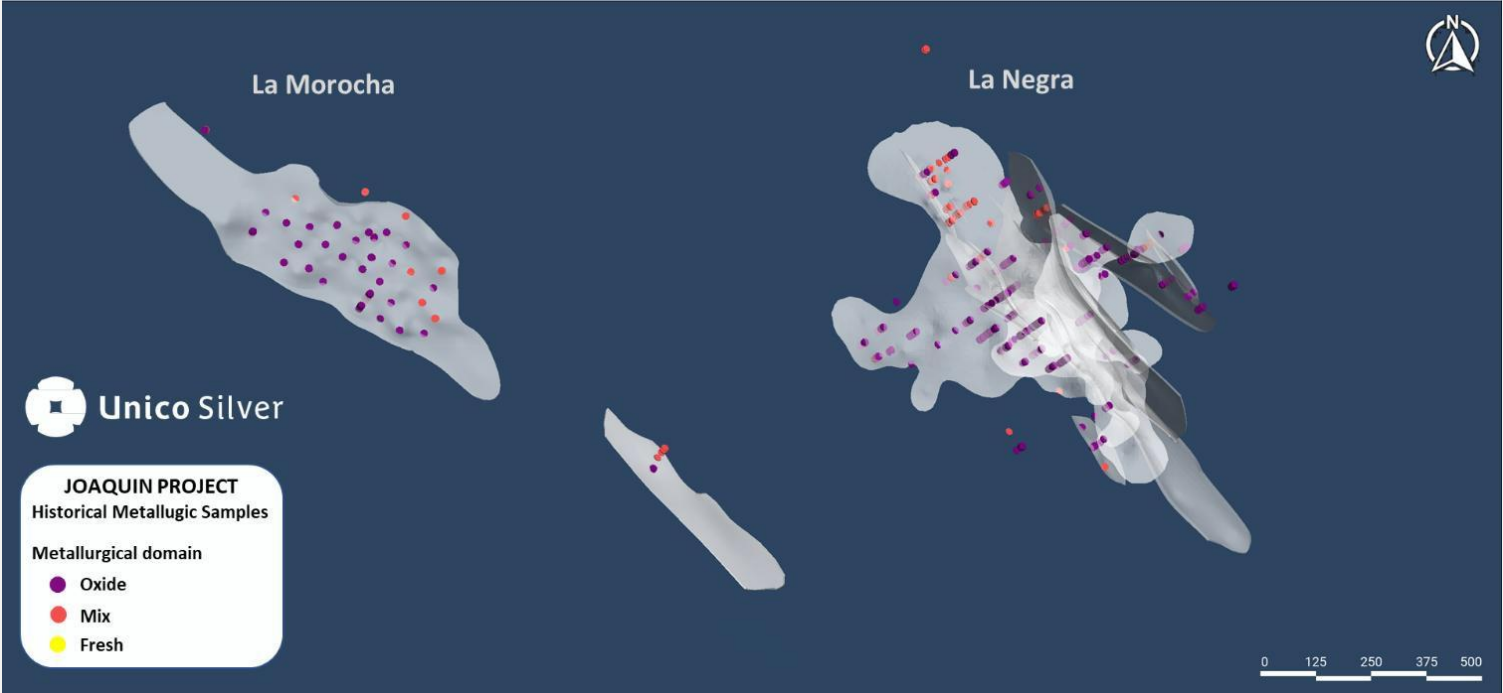 N
La Morocha
La Negra
Unico Silver
JOAQUIN PROJECT
Historical Metallugic Samples
Metallurgical domain
Oxide
Mix
Fresh
0 125 250 375 500